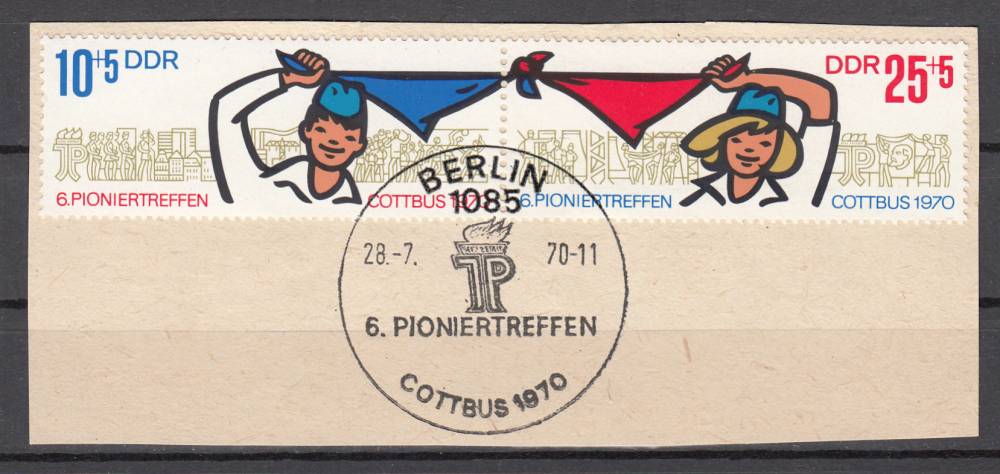 10+5 DDR
DDR 25+5
6.PIONIERTREFFEN COTTBUS 1970
6.PIONIERTREFFEN COTTBUS 1970
BERLIN
1085
28.-7. 70-11
6. PIONIERTREFFEN
COTTBUS 1970